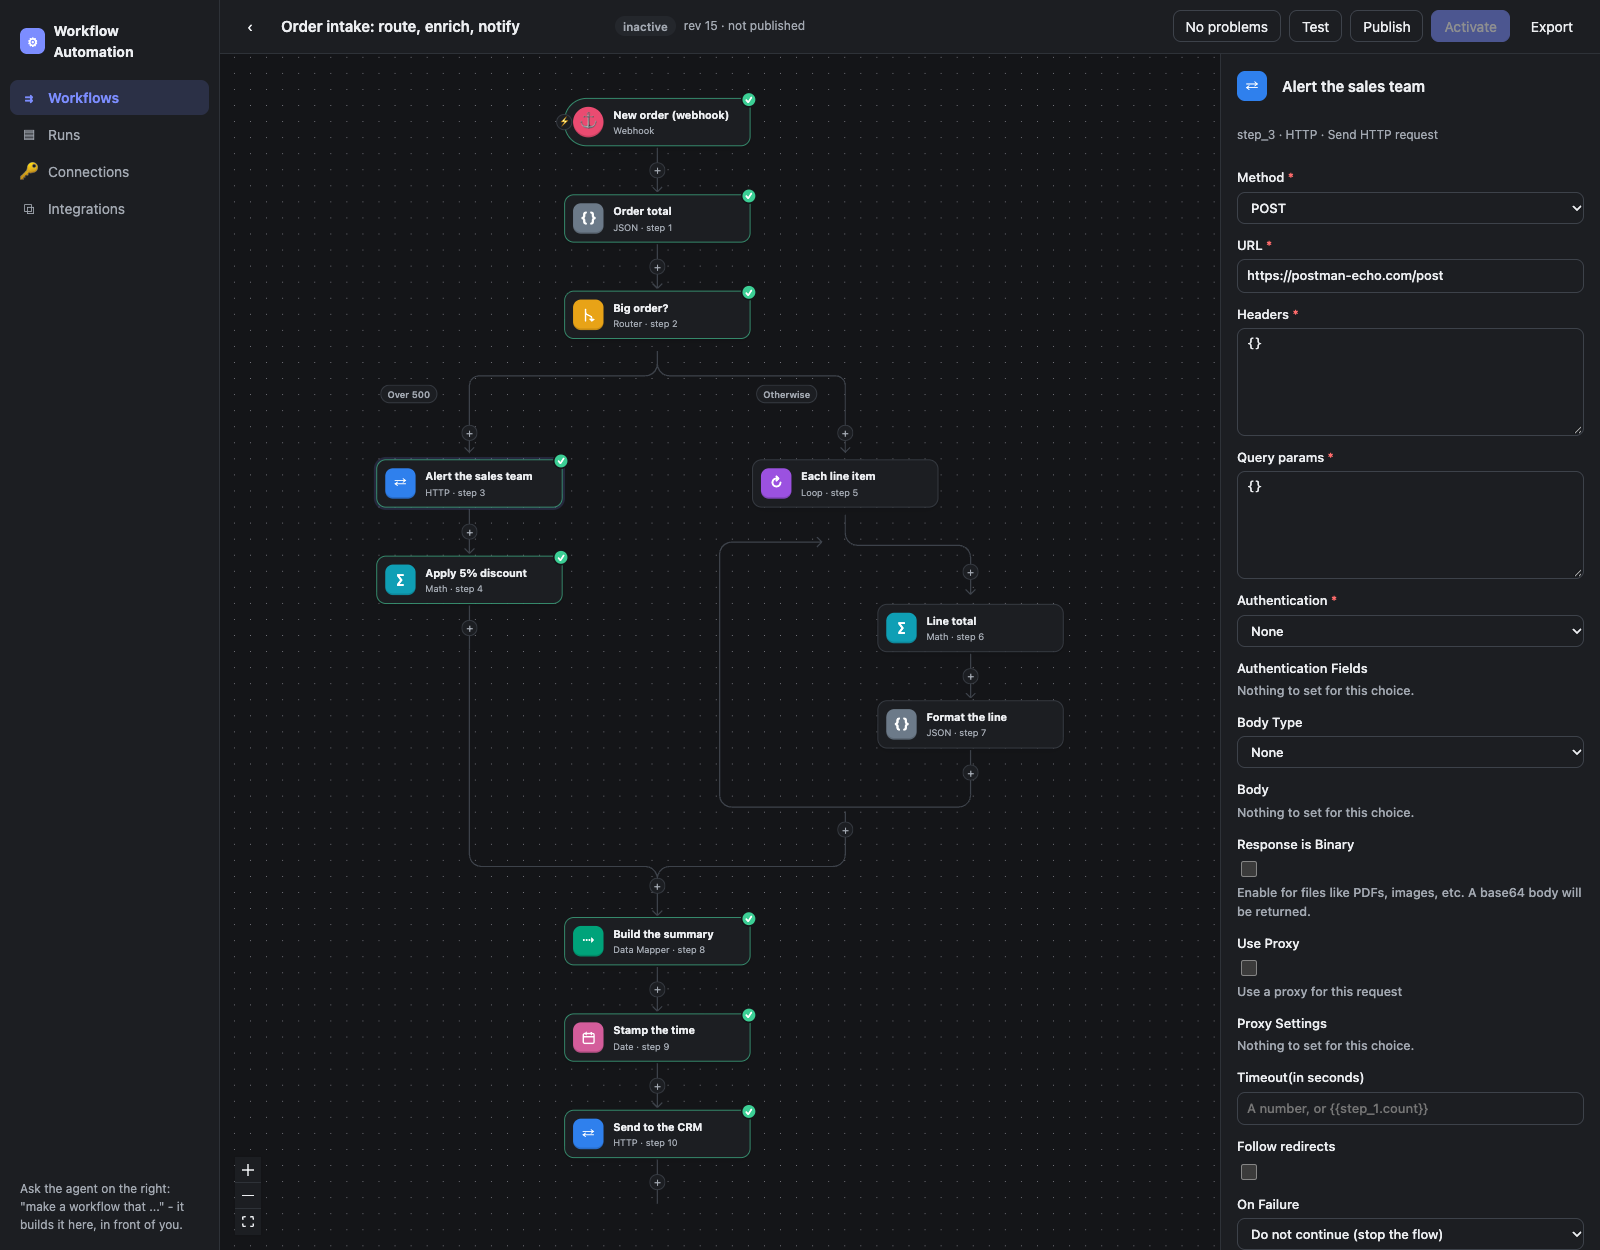 Workflow
Automation
Workflows
Runs
Connections
Integrations
Ask the agent on the right:
"make a workflow that ..." - it
builds it here, in front of you.
Order intake: route, enrich, notify
inactive
rev 15 · not published
No problems
Test
Publish
Activate
Export
New order (webhook)
Webhook
Order total
JSON · step 1
Big order?
Router · step 2
Over 500
Otherwise
Alert the sales team
HTTP · step 3
Each line item
Loop · step 5
Apply 5% discount
Math · step 4
Line total
Math · step 6
Format the line
JSON · step 7
Build the summary
Data Mapper · step 8
Stamp the time
Date · step 9
Send to the CRM
HTTP · step 10
Alert the sales team
step_3 · HTTP · Send HTTP request
Method *
POST
URL *
https://postman-echo.com/post
Headers *
{}
Query params *
{}
Authentication *
None
Authentication Fields
Nothing to set for this choice.
Body Type
None
Body
Nothing to set for this choice.
Response is Binary
Enable for files like PDFs, images, etc. A base64 body will
be returned.
Use Proxy
Use a proxy for this request
Proxy Settings
Nothing to set for this choice.
Timeout(in seconds)
A number, or {{step_1.count}}
Follow redirects
On Failure
Do not continue (stop the flow)